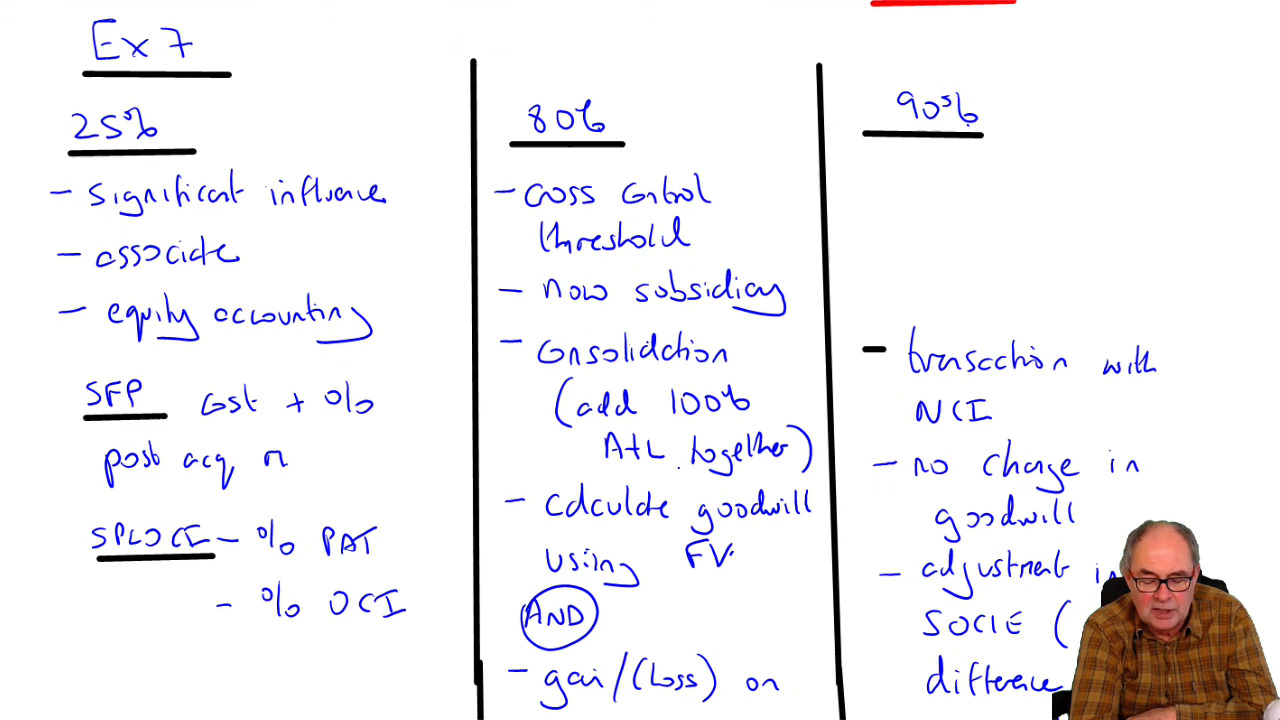 Ex 7
25%
- significant influence
- associate
- equity accounting
SFP cost + %
post acq n
SPLOCI - % PAT
- % OCI
80%
- cross control
threshold
- now subsidiary
- consolidation
(add 100%
A+L together)
- calculate goodwill
using FV
AND
- gain/(loss) on
90%
- transaction with
NCI
- no change in
goodwill
- adjustment in
SOCIE (
difference